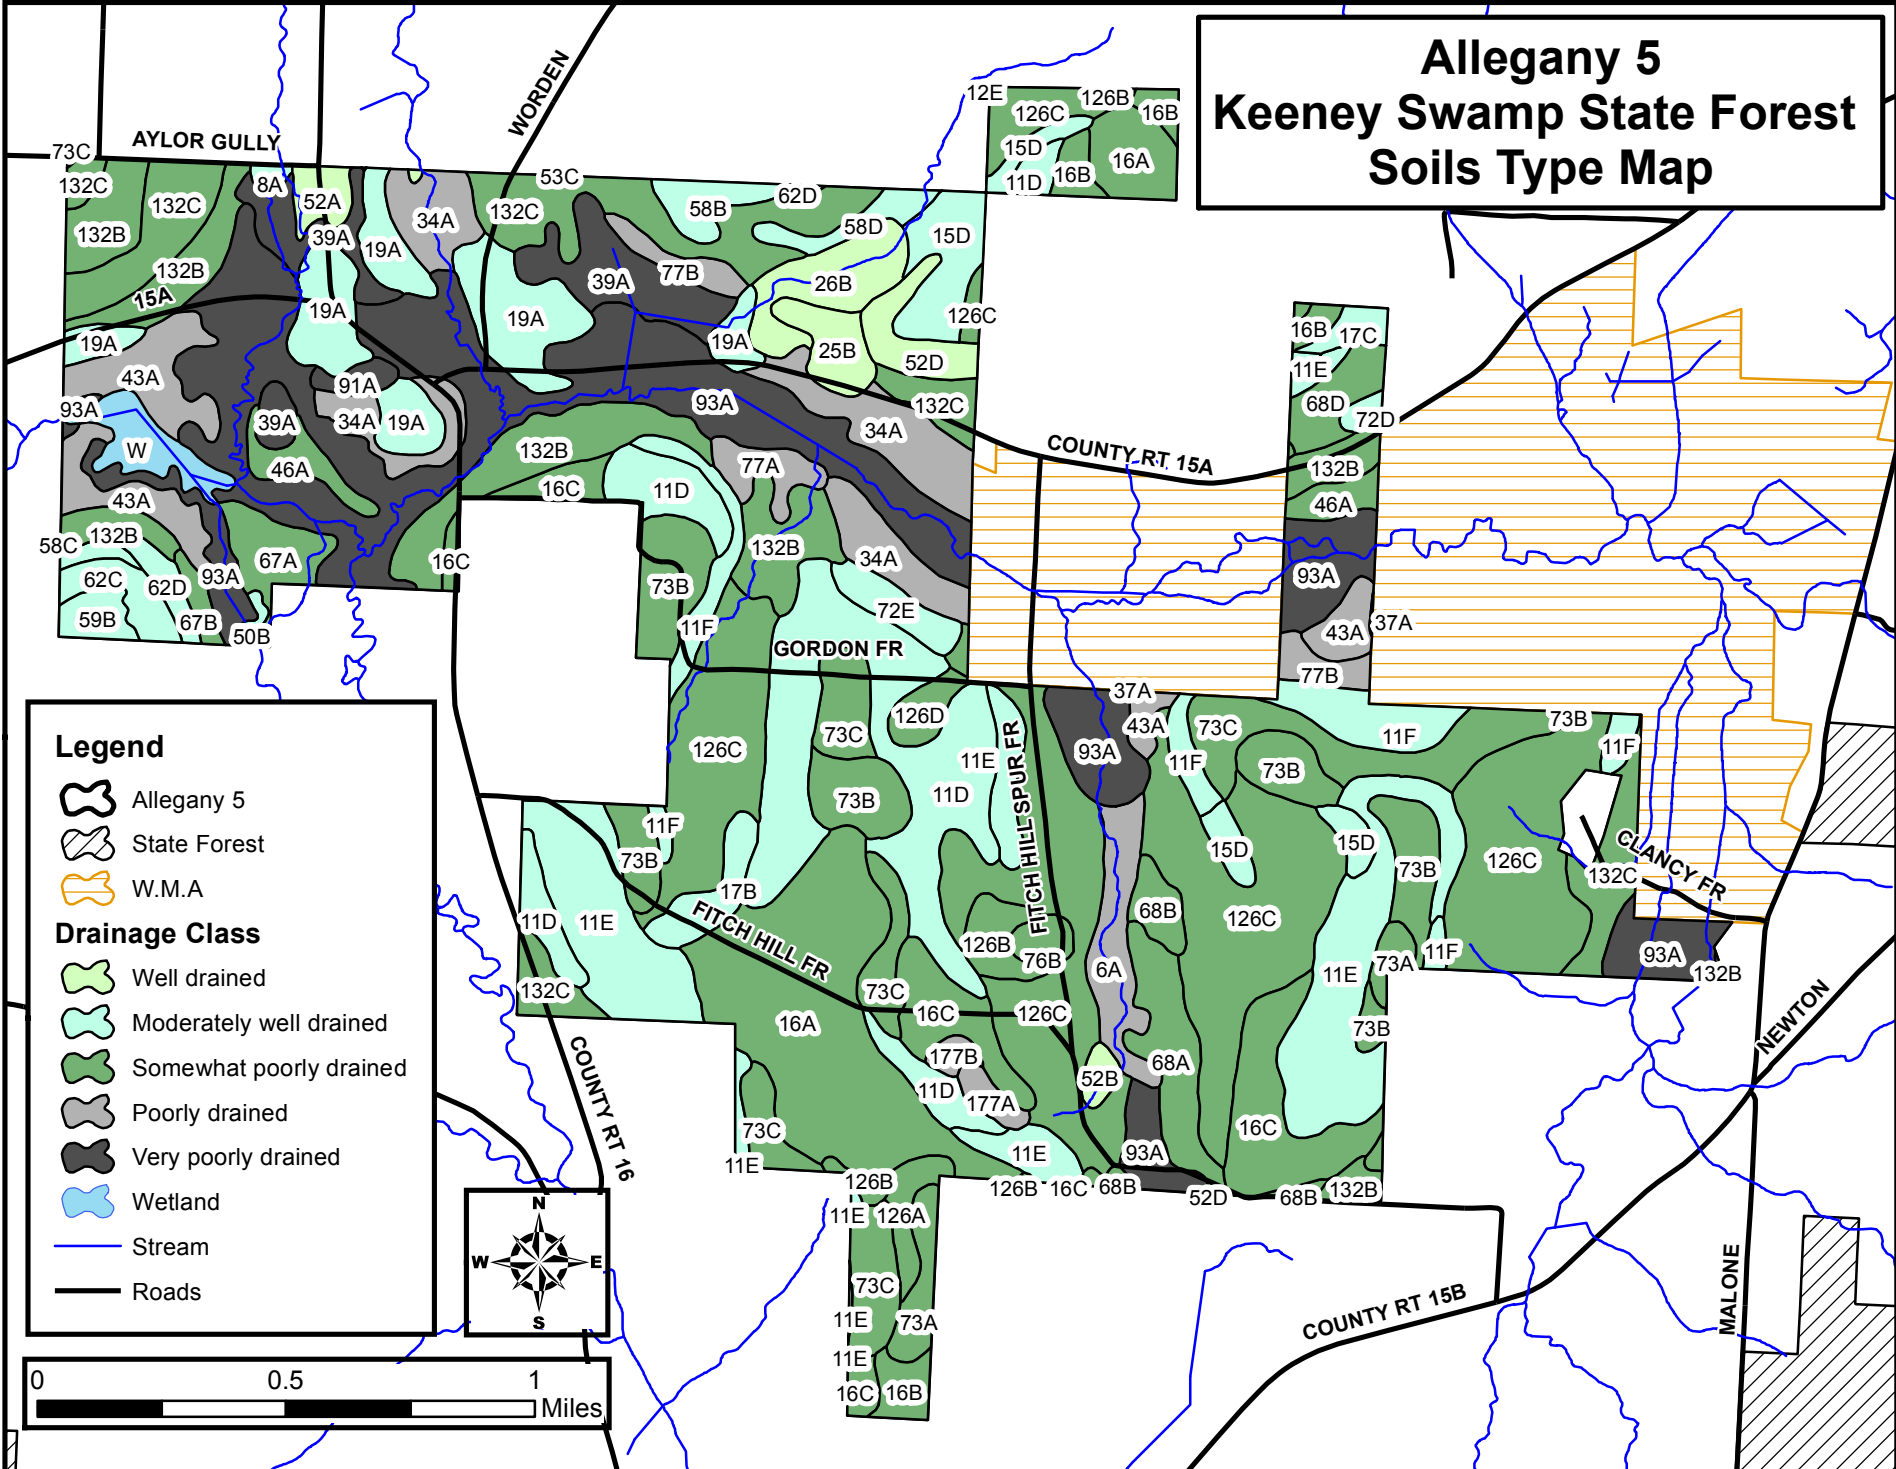 Allegany 5
Keeney Swamp State Forest
Soils Type Map
AYLOR GULLY
WORDEN
12E
126C
126B
16B
15D
16B
16A
11D
73C
132C
132C
132B
132B
15A
8A
52A
39A
19A
34A
132C
53C
58B
62D
58D
15D
39A
77B
26B
126C
19A
19A
19A
25B
52D
19A
43A
91A
34A
19A
93A
W
39A
46A
93A
132C
34A
16B
17C
11E
68D
72D
132B
46A
COUNTY RT 15A
132B
16C
11D
77A
43A
132B
58C
62C
62D
93A
67A
16C
59B
67B
50B
73B
132B
34A
72E
11F
GORDON FR
93A
43A
37A
77B
126C
73C
126D
11E
11D
73B
FITCH HILL SPUR FR
37A
43A
93A
11F
73C
73B
11F
73B
11F
Legend
Allegany 5
State Forest
W.M.A
Drainage Class
Well drained
Moderately well drained
Somewhat poorly drained
Poorly drained
Very poorly drained
Wetland
Stream
Roads
11F
73B
17B
11D
11E
132C
FITCH HILL FR
15D
15D
73B
126C
132C
CLANCY FR
126B
76B
68B
126C
6A
11E
73A
11F
93A
132B
73C
16C
126C
16A
73B
177B
11D
177A
52B
68A
16C
NEWTON
COUNTY RT 16
73C
11E
11E
93A
126B
126B
16C
68B
52D
68B
132B
11E
126A
73C
11E
73A
11E
16C
16B
COUNTY RT 15B
MALONE
N
W
E
S
0
0.5
1
Miles